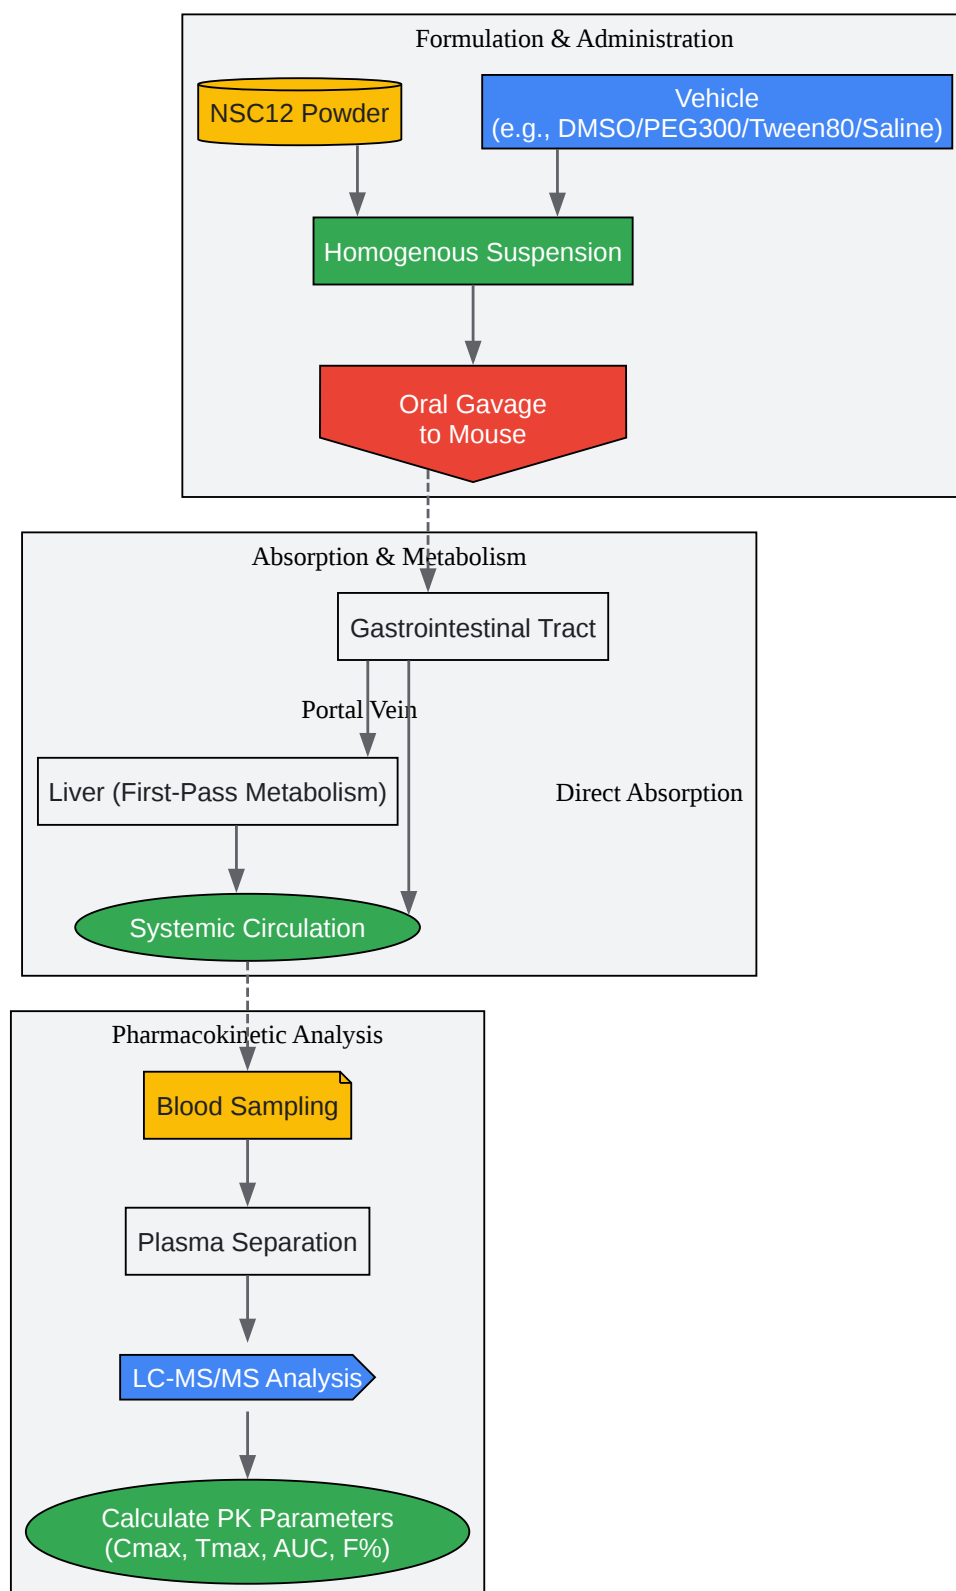 Formulation & Administration
NSC12 Powder
Vehicle
(e.g., DMSO/PEG300/Tween80/Saline)
Homogenous Suspension
Oral Gavage
to Mouse
Absorption & Metabolism
Gastrointestinal Tract
Portal Vein
Liver (First-Pass Metabolism)
Direct Absorption
Systemic Circulation
Pharmacokinetic Analysis
Blood Sampling
Plasma Separation
LC-MS/MS Analysis
Calculate PK Parameters
(Cmax, Tmax, AUC, F%)